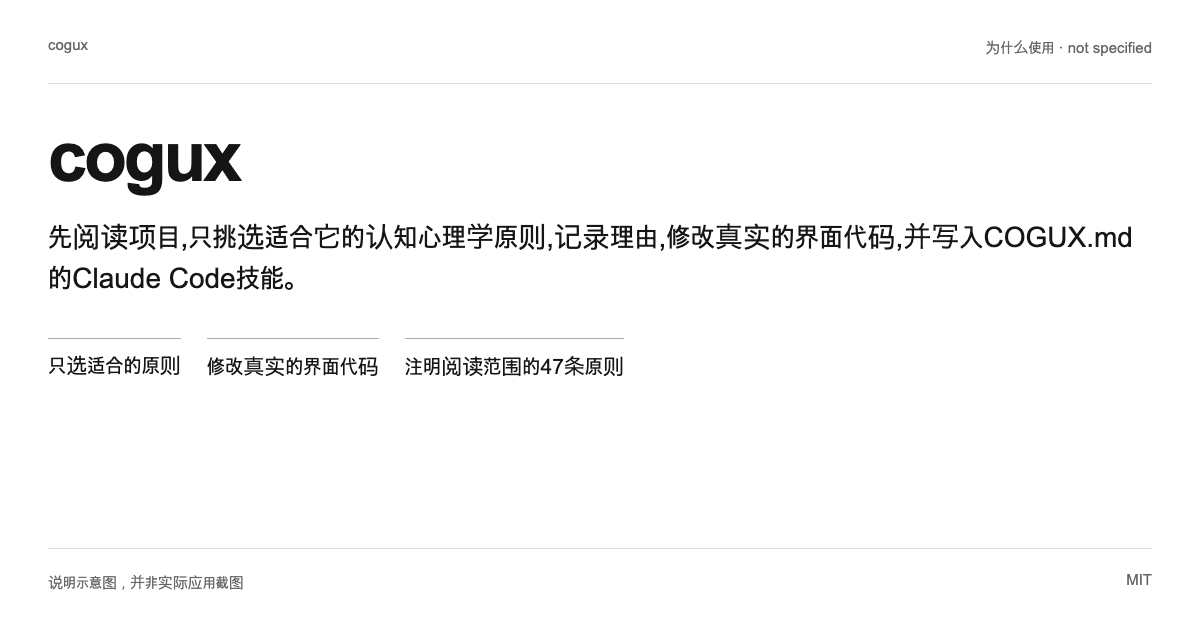 cogux
为什么使用 · not specified
cogux
先阅读项目,只挑选适合它的认知心理学原则,记录理由,修改真实的界面代码,并写入COGUX.md
的Claude Code技能。
只选适合的原则
修改真实的界面代码
注明阅读范围的47条原则
说明示意图，并非实际应用截图
MIT